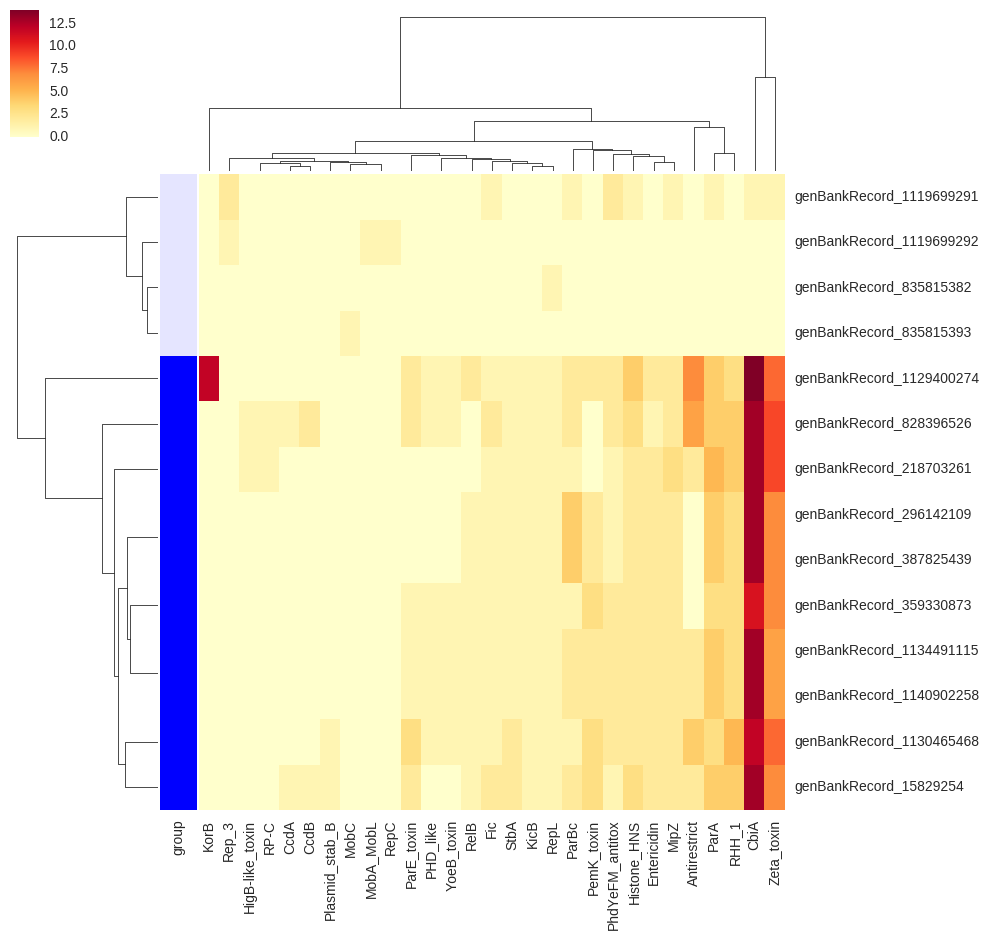 12.5
10.0
7.5
5.0
2.5
0.0
genBankRecord_1119699291
genBankRecord_1119699292
genBankRecord_835815382
genBankRecord_835815393
genBankRecord_1129400274
genBankRecord_828396526
genBankRecord_218703261
genBankRecord_296142109
genBankRecord_387825439
genBankRecord_359330873
genBankRecord_1134491115
genBankRecord_1140902258
genBankRecord_1130465468
genBankRecord_15829254
group
KorB
Rep_3
HigB-like_toxin
RP-C
CcdA
CcdB
Plasmid_stab_B
MobC
MobA_MobL
RepC
ParE_toxin
PHD_like
YoeB_toxin
RelB
Fic
StbA
KicB
RepL
ParBc
PemK_toxin
PhdYeFM_antitox
Histone_HNS
Entericidin
MipZ
Antirestrict
ParA
RHH_1
CbiA
Zeta_toxin